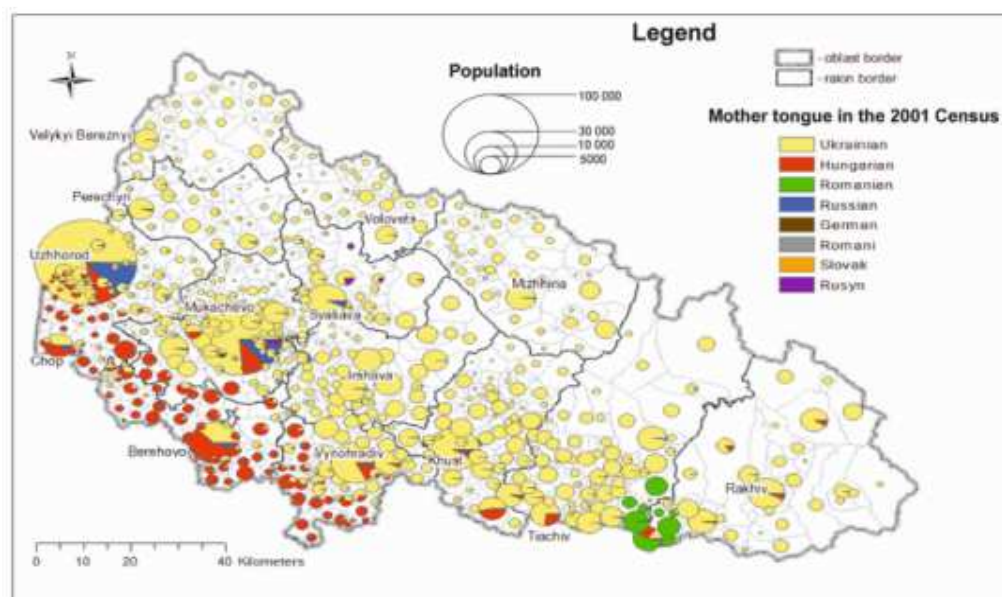 Legend
Population
100 000
30 000
10 000
5000
- oblast border
- raion border
Mother tongue in the 2001 Census
Ukrainian
Hungarian
Romanien
Russian
German
Romani
Slovak
Rusyn
Velykyi Bereznyi
Perechyn
Volovets
Uzhhorod
Mizhhiria
Mukachevo
Svaliava
Chop
Irshava
Berehovo
Vynohradiv
Khust
Rakhiv
Tiachiv
0 10 20 40 Kilometers